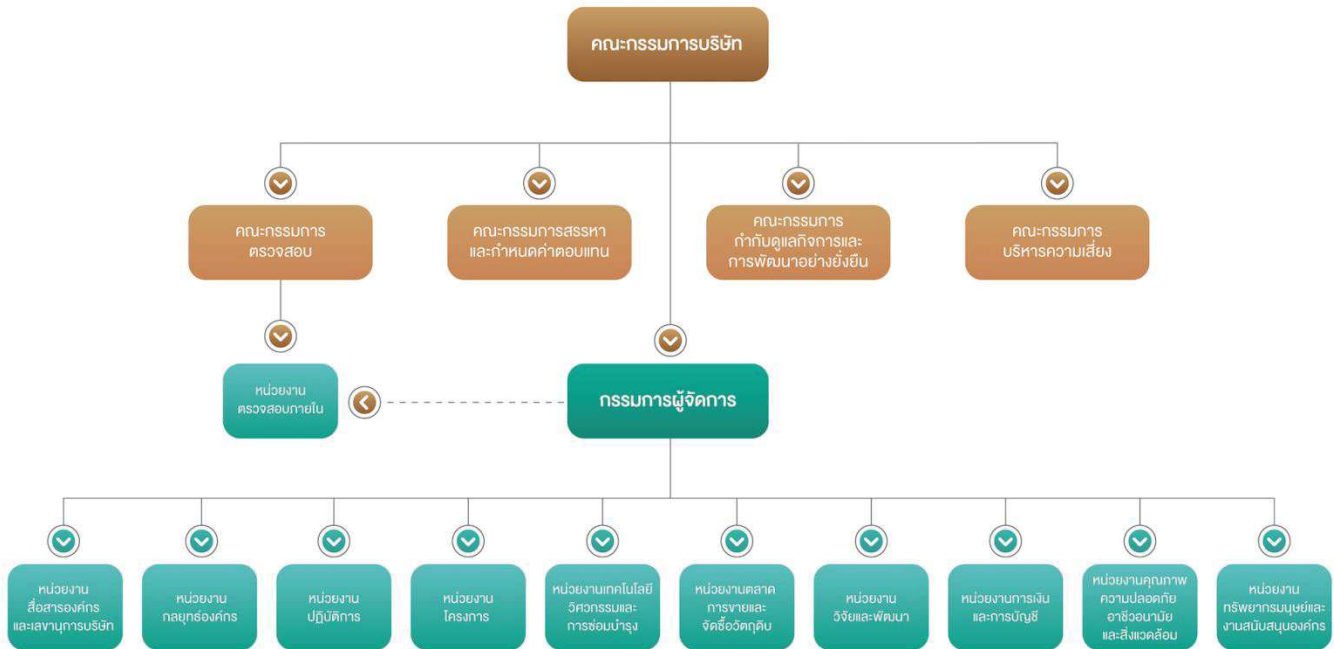 คณะกรรมการบริษัท
คณะกรรมการ
ตรวจสอบ
คณะกรรมการสรรหา
และกำหนดค่าตอบแทน
คณะกรรมการ
กำกับดูแลกิจการและ
การพัฒนาอย่างยั่งยืน
คณะกรรมการ
บริหารความเสี่ยง
หน่วยงาน
ตรวจสอบภายใน
กรรมการผู้จัดการ
หน่วยงาน
สื่อสารองค์กร
และเลขานุการบริษัท
หน่วยงาน
กลยุทธ์องค์กร
หน่วยงาน
ปฏิบัติการ
หน่วยงาน
โครงการ
หน่วยงานเทคโนโลยี
วิศวกรรมและ
การซ่อมบำรุง
หน่วยงานตลาด
การขายและ
จัดซื้อวัตถุดิบ
หน่วยงาน
วิจัยและพัฒนา
หน่วยงานการเงิน
และการบัญชี
หน่วยงานคุณภาพ
ความปลอดภัย
อาชีวอนามัย
และสิ่งแวดล้อม
หน่วยงาน
ทรัพยากรมนุษย์และ
งานสนับสนุนองค์กร